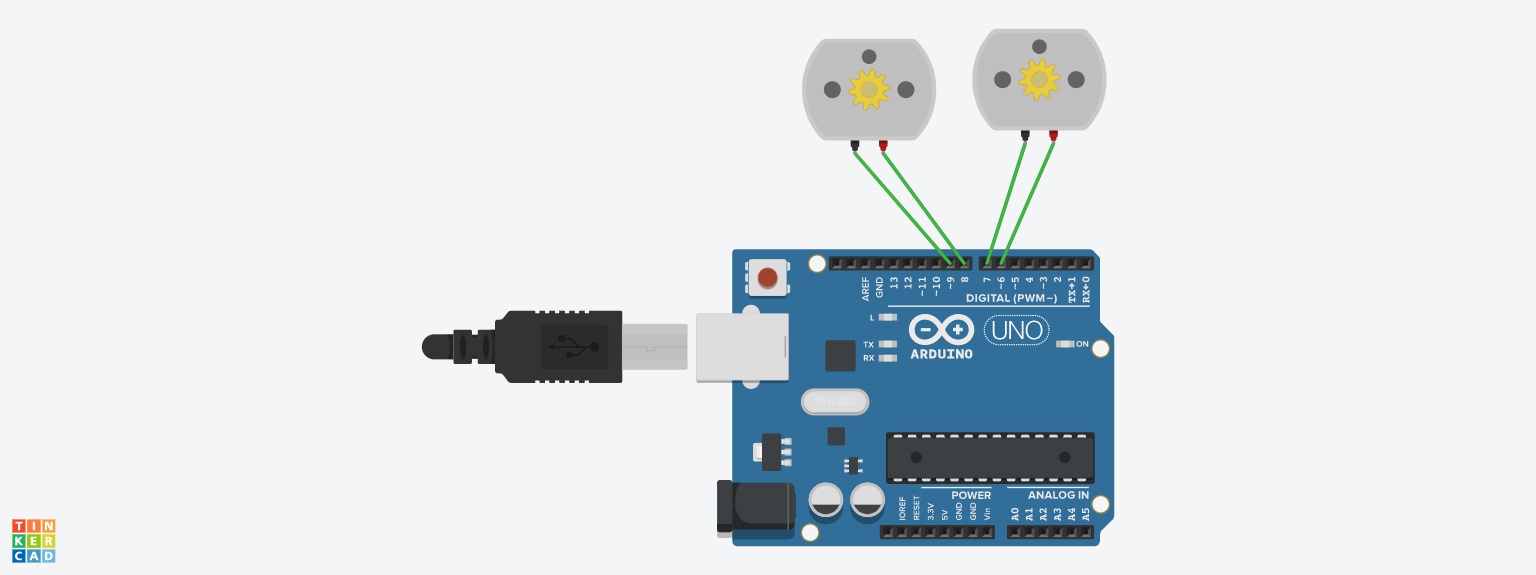 AREF
GND
13
12
~11
~10
~9
8
7
~6
~5
4
~3
2
TX→1
RX←0
DIGITAL (PWM~)
L
TX
RX
ARDUINO
UNO
ON
POWER
ANALOG IN
IOREF
RESET
3.3V
5V
GND
GND
Vin
A0
A1
A2
A3
A4
A5
TIN
KER
CAD